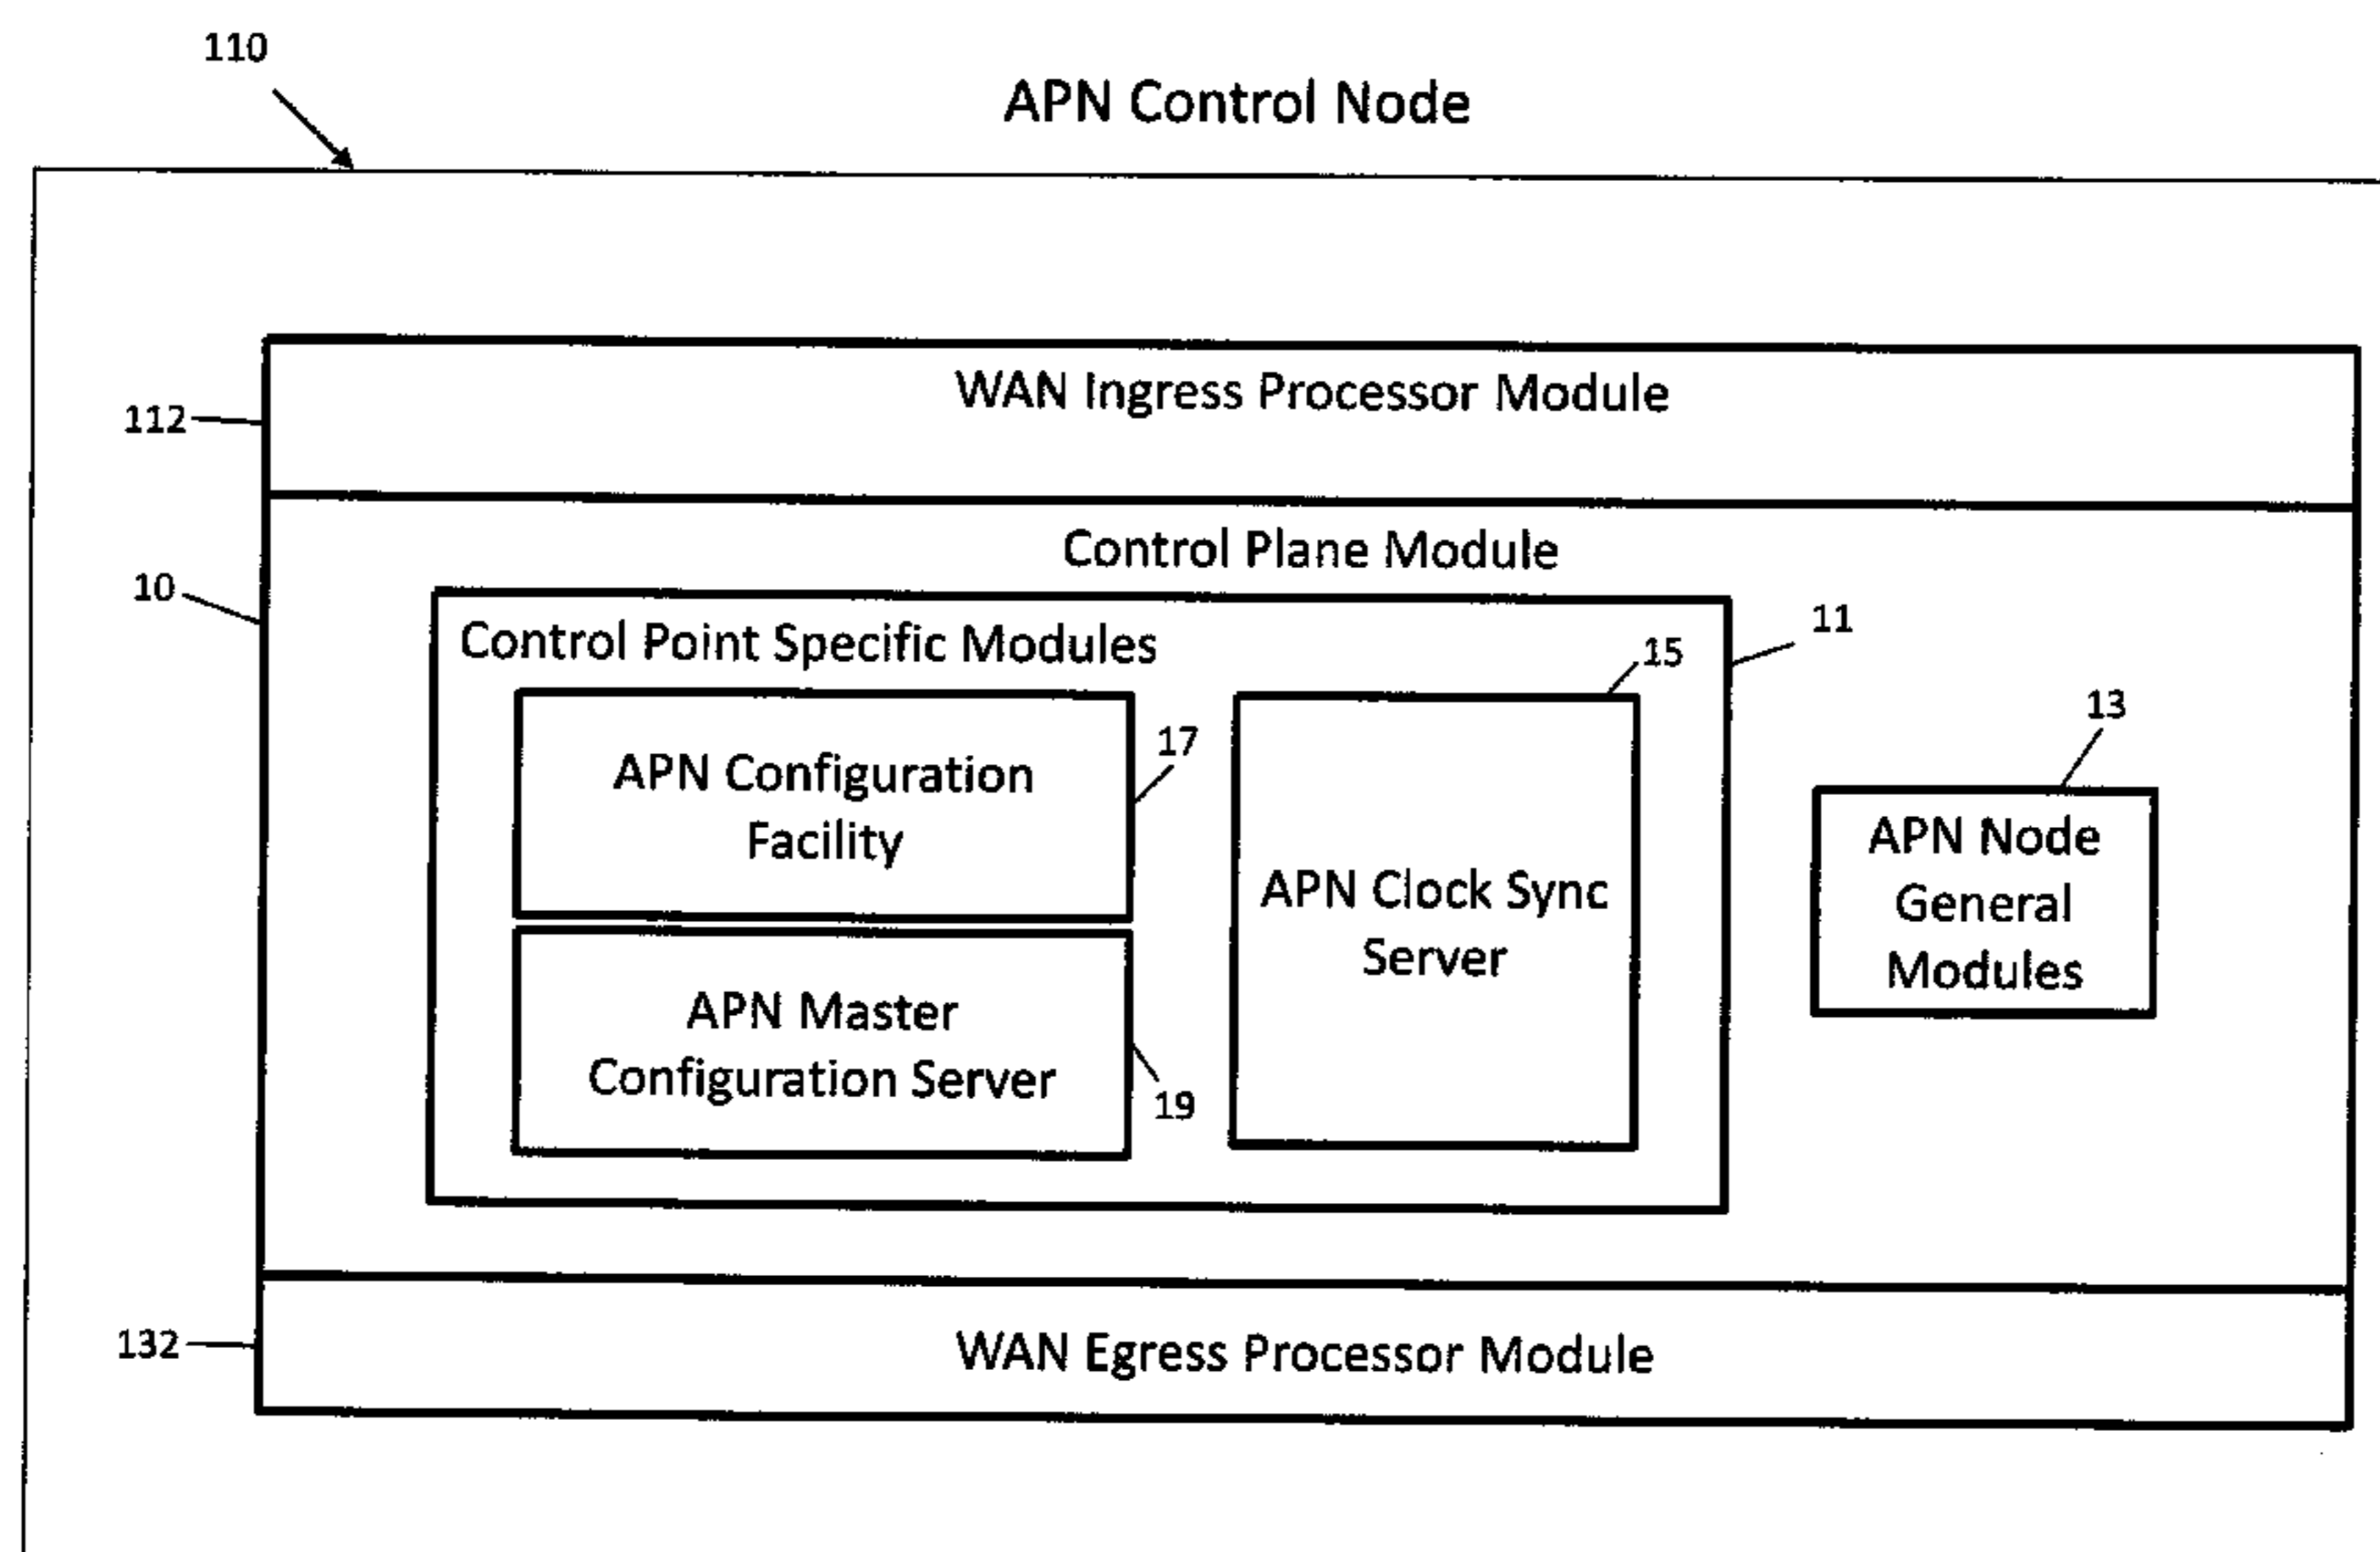 110
APN Control Node
WAN Ingress Processor Module
112
Control Plane Module
10
11
Control Point Specific Modules
15
13
17
APN Configuration
Facility
APN Node
General
Modules
APN Clock Sync
Server
APN Master
Configuration Server
19
132
WAN Egress Processor Module